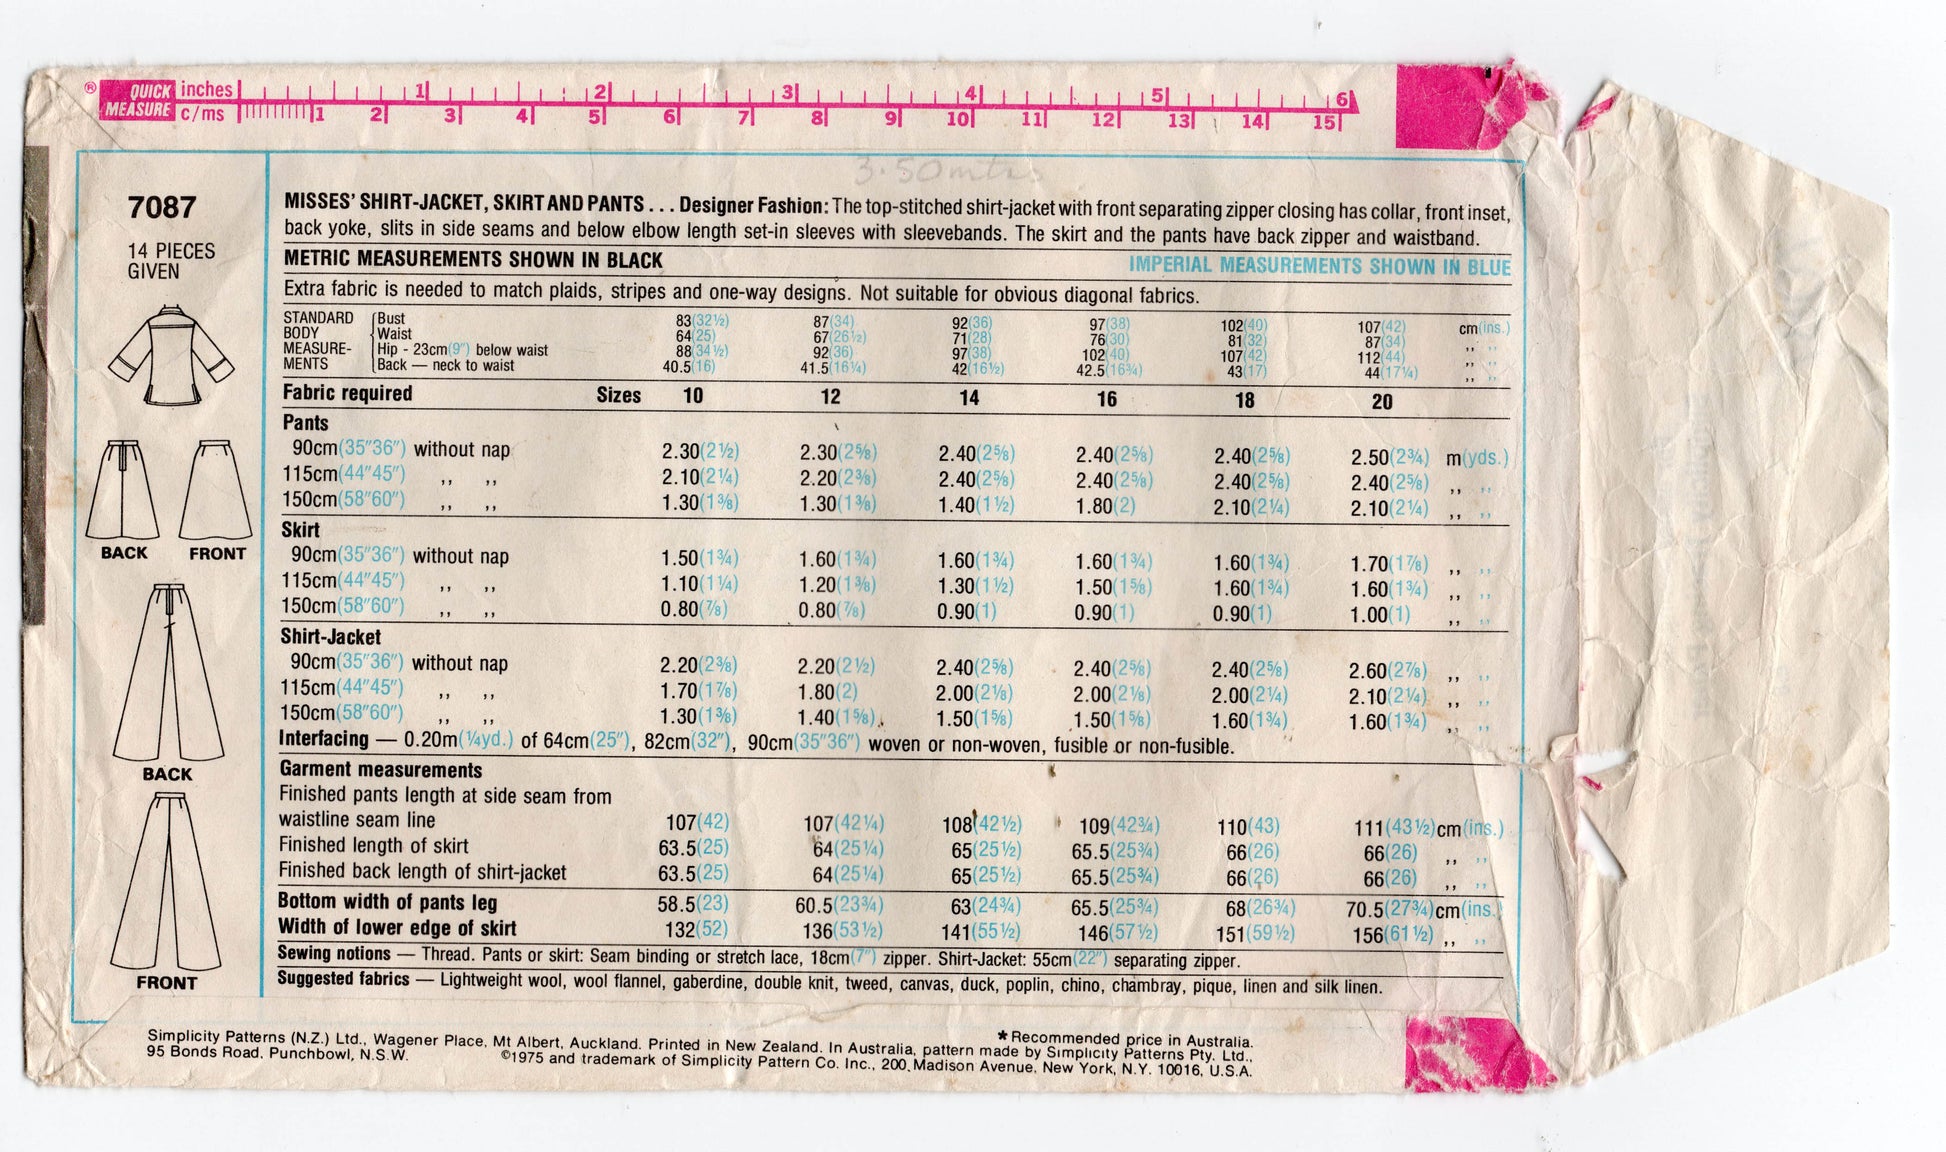 ® QUICK MEASURE inches 1 2 3 4 5 6
c/ms 1 2 3 4 5 6 7 8 9 10 11 12 13 14 15
3.50mtrs
7087
14 PIECES
GIVEN
BACK FRONT
BACK
FRONT
MISSES' SHIRT-JACKET, SKIRT AND PANTS . . . Designer Fashion: The top-stitched shirt-jacket with front separating zipper closing has collar, front inset,
back yoke, slits in side seams and below elbow length set-in sleeves with sleevebands. The skirt and the pants have back zipper and waistband.
METRIC MEASUREMENTS SHOWN IN BLACK IMPERIAL MEASUREMENTS SHOWN IN BLUE
Extra fabric is needed to match plaids, stripes and one-way designs. Not suitable for obvious diagonal fabrics.
STANDARD Bust 83(32½) 87(34) 92(36) 97(38) 102(40) 107(42) cm(ins.)
BODY Waist 64(25) 67(26½) 71(28) 76(30) 81(32) 87(34) ,, ,,
MEASURE- Hip - 23cm(9") below waist 88(34½) 92(36) 97(38) 102(40) 107(42) 112(44) ,, ,,
MENTS Back — neck to waist 40.5(16) 41.5(16¼) 42(16½) 42.5(16¾) 43(17) 44(17¼) ,, ,,
Fabric required Sizes 10 12 14 16 18 20
Pants
90cm(35"36") without nap 2.30(2½) 2.30(2⅝) 2.40(2⅝) 2.40(2⅝) 2.40(2⅝) 2.50(2¾) m(yds.)
115cm(44"45") ,, ,, 2.10(2¼) 2.20(2⅜) 2.40(2⅝) 2.40(2⅝) 2.40(2⅝) 2.40(2⅝) ,, ,,
150cm(58"60") ,, ,, 1.30(1⅜) 1.30(1⅜) 1.40(1½) 1.80(2) 2.10(2¼) 2.10(2¼) ,, ,,
Skirt
90cm(35"36") without nap 1.50(1¾) 1.60(1¾) 1.60(1¾) 1.60(1¾) 1.60(1¾) 1.70(1⅞) ,, ,,
115cm(44"45") ,, ,, 1.10(1¼) 1.20(1⅜) 1.30(1½) 1.50(1⅝) 1.60(1¾) 1.60(1¾) ,, ,,
150cm(58"60") ,, ,, 0.80(⅞) 0.80(⅞) 0.90(1) 0.90(1) 0.90(1) 1.00(1) ,, ,,
Shirt-Jacket
90cm(35"36") without nap 2.20(2⅜) 2.20(2½) 2.40(2⅝) 2.40(2⅝) 2.40(2⅝) 2.60(2⅞) ,, ,,
115cm(44"45") ,, ,, 1.70(1⅞) 1.80(2) 2.00(2⅛) 2.00(2⅛) 2.00(2¼) 2.10(2¼) ,, ,,
150cm(58"60") ,, ,, 1.30(1⅜) 1.40(1⅝) 1.50(1⅝) 1.50(1⅝) 1.60(1¾) 1.60(1¾) ,, ,,
Interfacing — 0.20m(¼yd.) of 64cm(25"), 82cm(32"), 90cm(35"36") woven or non-woven, fusible or non-fusible.
Garment measurements
Finished pants length at side seam from
waistline seam line 107(42) 107(42¼) 108(42½) 109(42¾) 110(43) 111(43½)cm(ins.)
Finished length of skirt 63.5(25) 64(25¼) 65(25½) 65.5(25¾) 66(26) 66(26) ,, ,,
Finished back length of shirt-jacket 63.5(25) 64(25¼) 65(25½) 65.5(25¾) 66(26) 66(26) ,, ,,
Bottom width of pants leg 58.5(23) 60.5(23¾) 63(24¾) 65.5(25¾) 68(26¾) 70.5(27¾)cm(ins.)
Width of lower edge of skirt 132(52) 136(53½) 141(55½) 146(57½) 151(59½) 156(61½) ,, ,,
Sewing notions — Thread. Pants or skirt: Seam binding or stretch lace, 18cm(7") zipper. Shirt-Jacket: 55cm(22") separating zipper.
Suggested fabrics — Lightweight wool, wool flannel, gaberdine, double knit, tweed, canvas, duck, poplin, chino, chambray, pique, linen and silk linen.
*Recommended price in Australia.
Simplicity Patterns (N.Z.) Ltd., Wagener Place, Mt Albert, Auckland. Printed in New Zealand. In Australia, pattern made by Simplicity Patterns Pty. Ltd.,
95 Bonds Road, Punchbowl, N.S.W. ©1975 and trademark of Simplicity Pattern Co. Inc., 200 Madison Avenue, New York, N.Y. 10016, U.S.A.